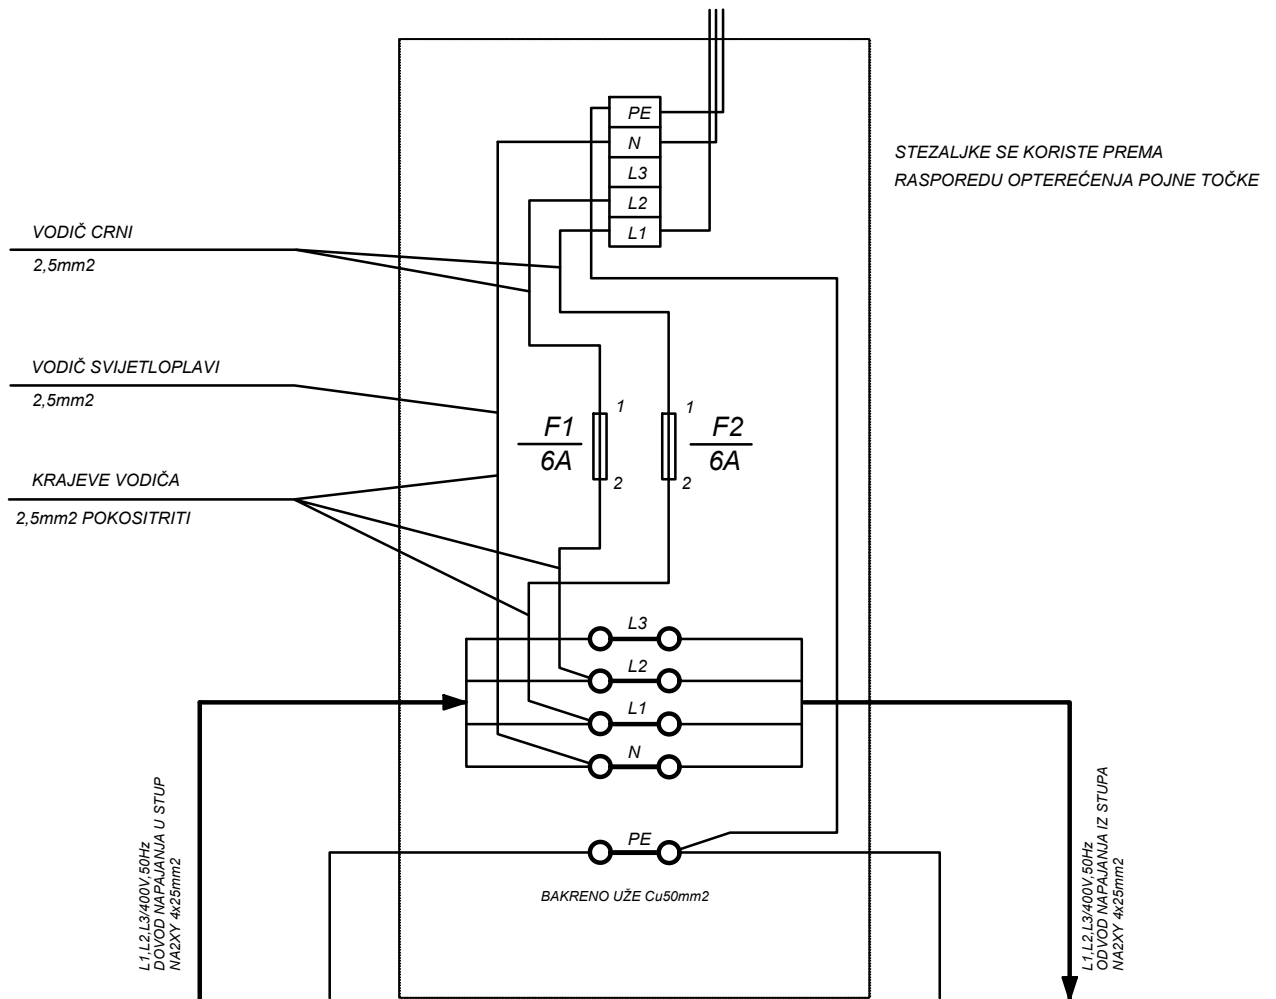 PE
N
L3
L2
L1
STEZALJKE SE KORISTE PREMA
RASPOREDU OPTEREĆENJA POJNE TOČKE
VODIČ CRNI
2,5mm2
VODIČ SVIJETLOPLAVI
2,5mm2
KRAJEVE VODIČA
2,5mm2 POKOSITRITI
1
F1
6A
2
1
F2
6A
2
L3
L2
L1
N
PE
BAKRENO UŽE Cu50mm2
L1,L2,L3/400V,50Hz
DOVOD NAPAJANJA U STUP
NA2XY 4x25mm2
L1,L2,L3/400V,50Hz
ODVOD NAPAJANJA IZ STUPA
NA2XY 4x25mm2